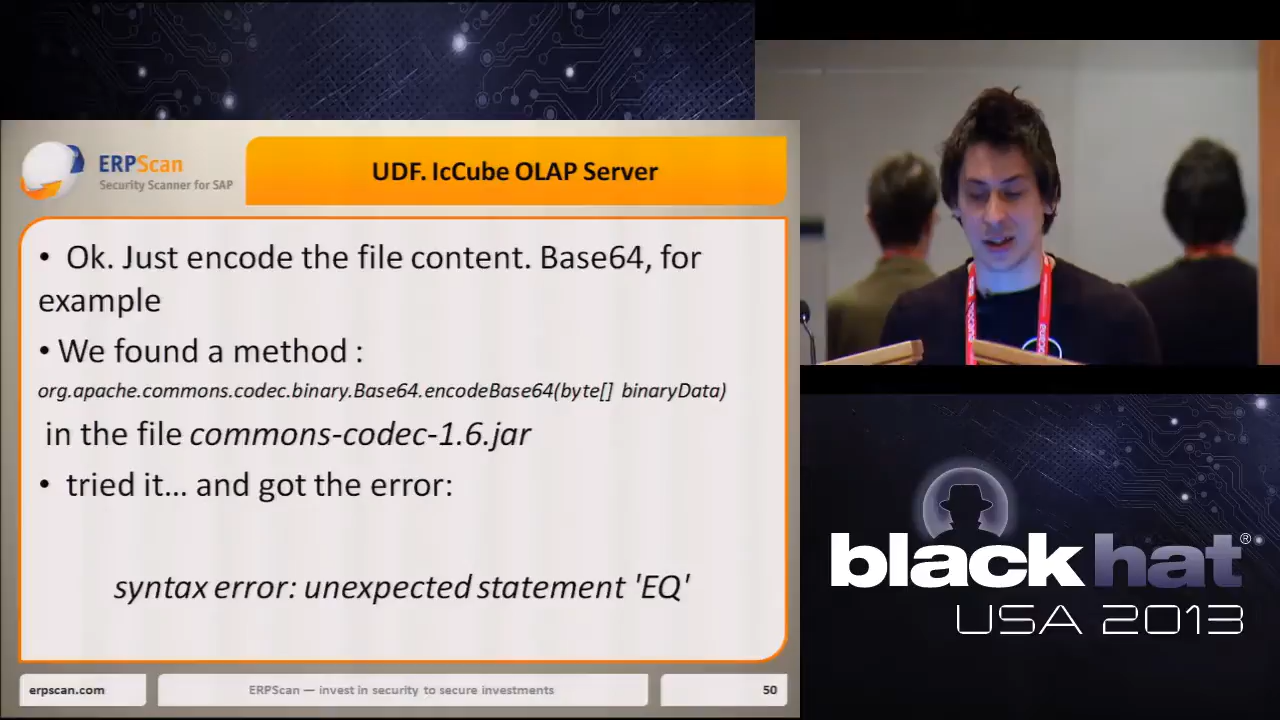 ERPScan
Security Scanner for SAP
UDF. IcCube OLAP Server
• Ok. Just encode the file content. Base64, for
example
• We found a method :
org.apache.commons.codec.binary.Base64.encodeBase64(byte[] binaryData)
in the file commons-codec-1.6.jar
• tried it... and got the error:
syntax error: unexpected statement 'EQ'
erpscan.com
ERPScan — invest in security to secure investments
50
black hat®
USA 2013